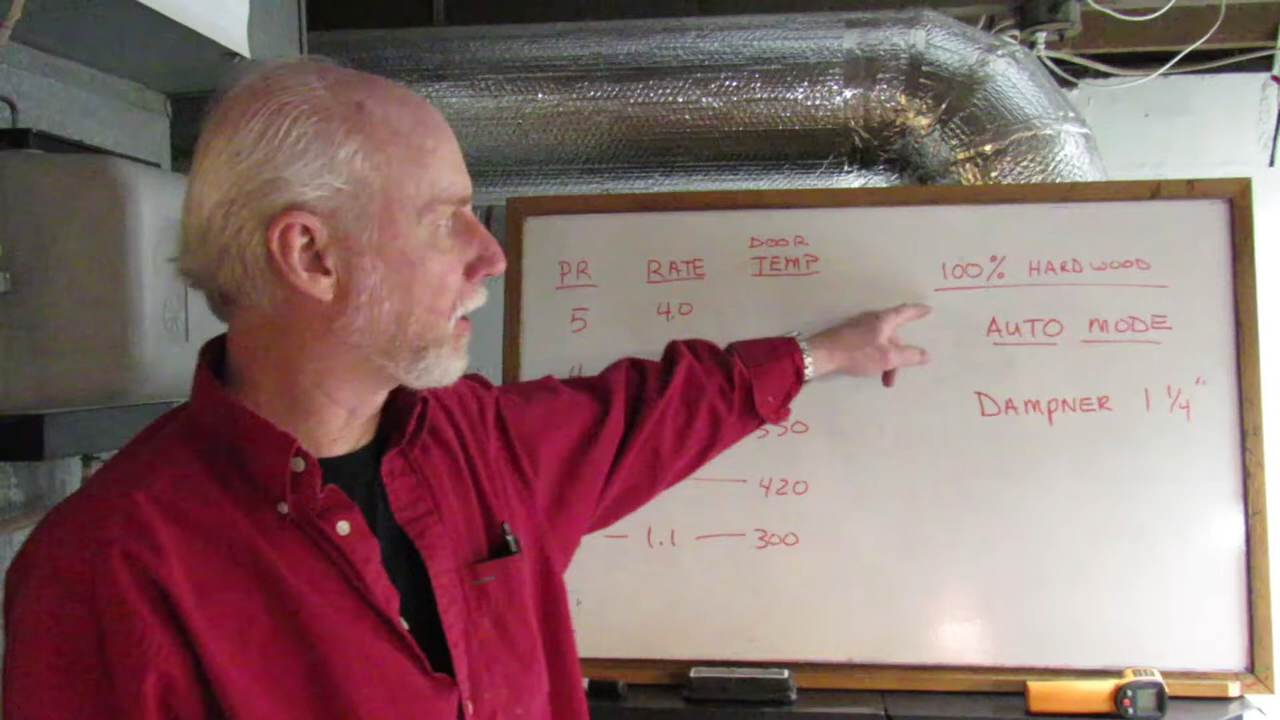 PR RATE DOOR TEMP
5 4.0
4
550
420
1.1 300
100% HARDWOOD
AUTO MODE
DAMPNER 1 1/4"